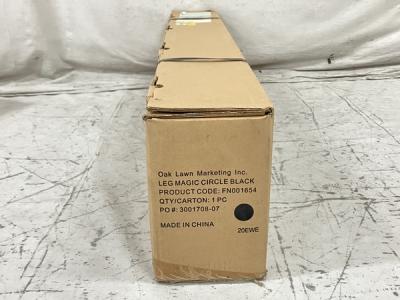 Oak Lawn Marketing Inc.
LEG MAGIC CIRCLE BLACK
PRODUCT CODE: FN001654
QTY/CARTON: 1 PC
PO #: 3001708-07
MADE IN CHINA
20EWE